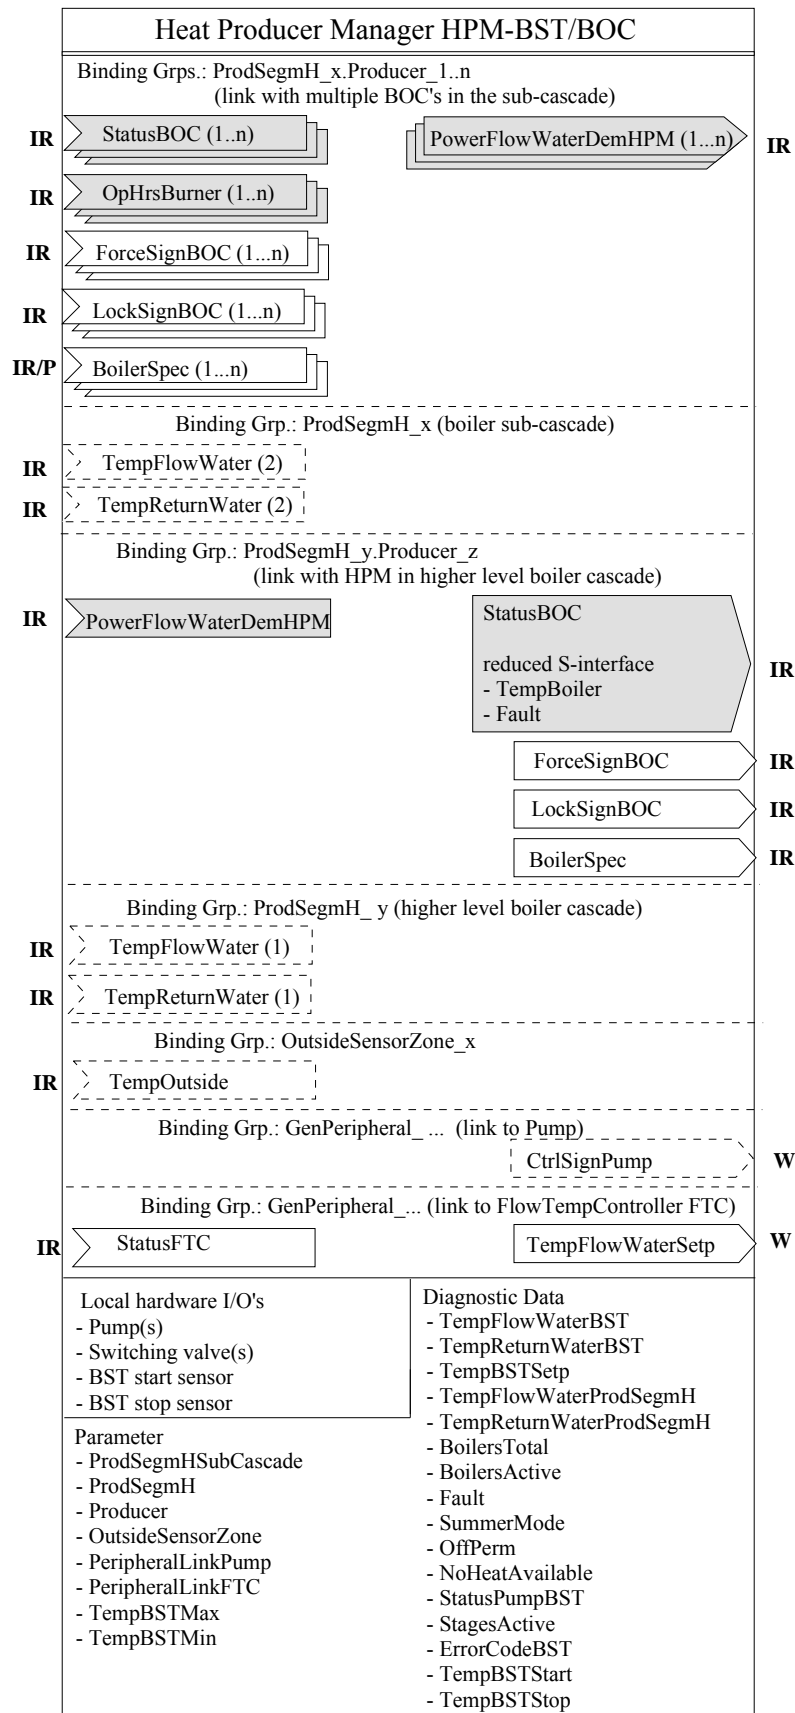 Heat Producer Manager HPM-BST/BOC
Binding Grps.: ProdSegmH_x.Producer_1..n
(link with multiple BOC's in the sub-cascade)
IR StatusBOC (1..n) PowerFlowWaterDemHPM (1...n) IR
IR OpHrsBurner (1..n)
IR ForceSignBOC (1...n)
IR LockSignBOC (1...n)
IR/P BoilerSpec (1...n)
Binding Grp.: ProdSegmH_x (boiler sub-cascade)
IR TempFlowWater (2)
IR TempReturnWater (2)
Binding Grp.: ProdSegmH_y.Producer_z
(link with HPM in higher level boiler cascade)
IR PowerFlowWaterDemHPM
StatusBOC
reduced S-interface
- TempBoiler
- Fault
IR
ForceSignBOC IR
LockSignBOC IR
BoilerSpec IR
Binding Grp.: ProdSegmH_ y (higher level boiler cascade)
IR TempFlowWater (1)
IR TempReturnWater (1)
Binding Grp.: OutsideSensorZone_x
IR TempOutside
Binding Grp.: GenPeripheral_ ... (link to Pump)
CtrlSignPump W
Binding Grp.: GenPeripheral_... (link to FlowTempController FTC)
IR StatusFTC TempFlowWaterSetp W
Local hardware I/O's
- Pump(s)
- Switching valve(s)
- BST start sensor
- BST stop sensor
Parameter
- ProdSegmHSubCascade
- ProdSegmH
- Producer
- OutsideSensorZone
- PeripheralLinkPump
- PeripheralLinkFTC
- TempBSTMax
- TempBSTMin
Diagnostic Data
- TempFlowWaterBST
- TempReturnWaterBST
- TempBSTSetp
- TempFlowWaterProdSegmH
- TempReturnWaterProdSegmH
- BoilersTotal
- BoilersActive
- Fault
- SummerMode
- OffPerm
- NoHeatAvailable
- StatusPumpBST
- StagesActive
- ErrorCodeBST
- TempBSTStart
- TempBSTStop